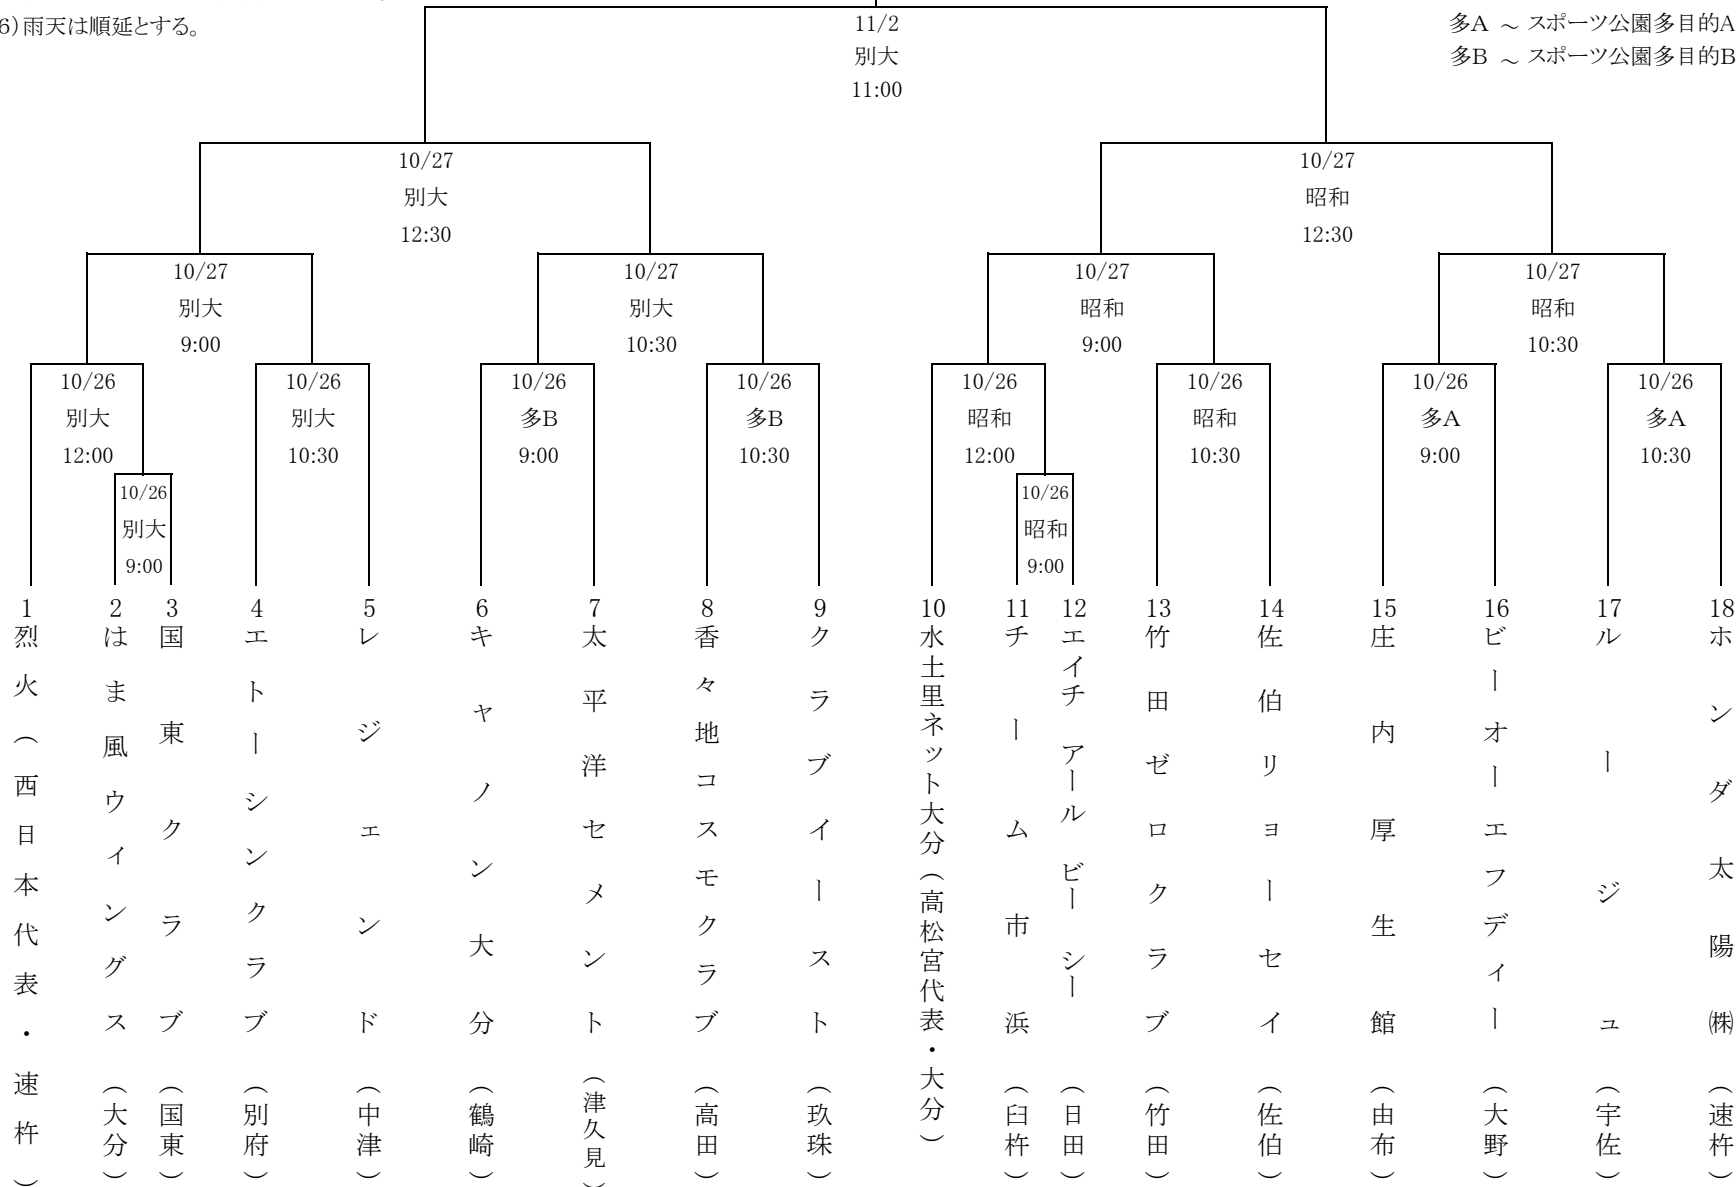 6)雨天は順延とする。
多A ～ スポーツ公園多目的A
多B ～ スポーツ公園多目的B
11/2
別大
11:00
10/27
別大
12:30
10/27
昭和
12:30
10/27
別大
9:00
10/27
別大
10:30
10/27
昭和
9:00
10/27
昭和
10:30
10/26
別大
12:00
10/26
別大
10:30
10/26
多B
9:00
10/26
多B
10:30
10/26
昭和
12:00
10/26
昭和
10:30
10/26
多A
9:00
10/26
多A
10:30
10/26
別大
9:00
10/26
昭和
9:00
1
烈火(西日本代表・速杵)
2
はま風ウィングス(大分)
3
国東クラブ(国東)
4
エトーシンクラブ(別府)
5
レジェンド(中津)
6
キャノン大分(鶴崎)
7
太平洋セメント(津久見)
8
香々地コスモクラブ(高田)
9
クラブイースト(玖珠)
10
水土里ネット大分(高松宮代表・大分)
11
チーム市浜(臼杵)
12
エイチアールビーシー(日田)
13
竹田ゼロクラブ(竹田)
14
佐伯リョーセイ(佐伯)
15
庄内厚生館(由布)
16
ビーオーエフディー(大野)
17
ルージュ(宇佐)
18
ホンダ太陽㈱(速杵)